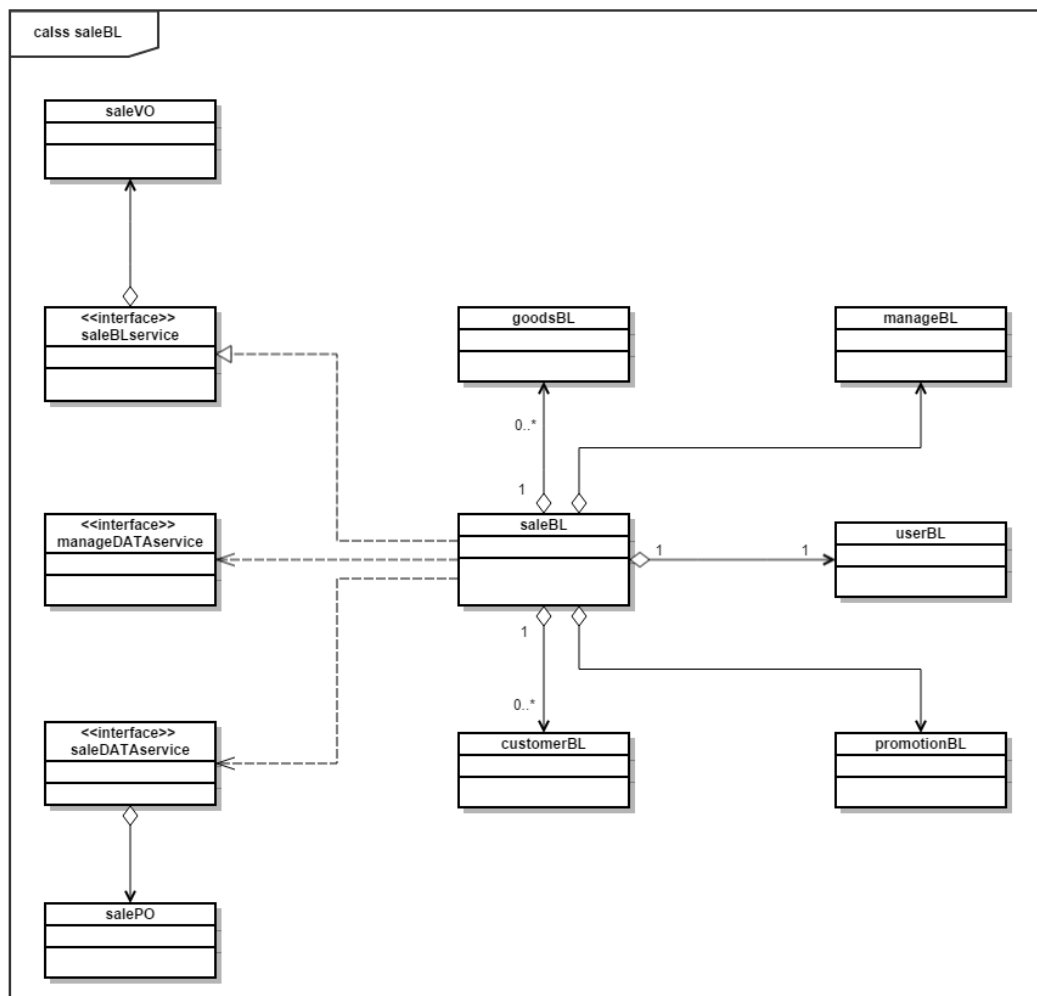 calss saleBL
saleVO
<<interface>>
saleBLservice
goodsBL
manageBL
0..*
1
<<interface>>
manageDATAservice
saleBL
userBL
1
1
1
0..*
<<interface>>
saleDATAservice
customerBL
promotionBL
salePO